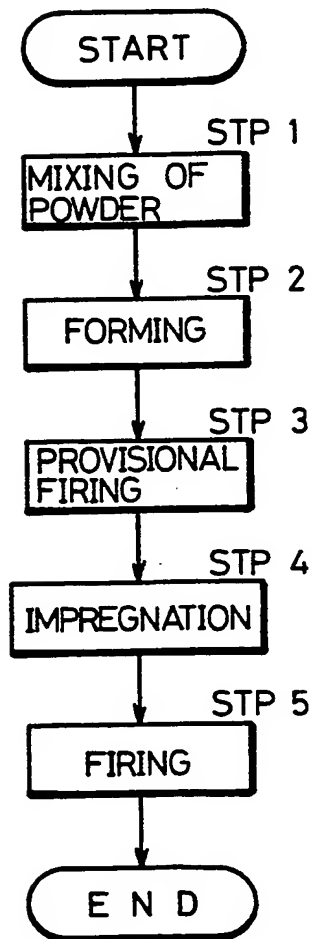 START
STP 1
MIXING OF
POWDER
STP 2
FORMING
STP 3
PROVISIONAL
FIRING
STP 4
IMPREGNATION
STP 5
FIRING
END